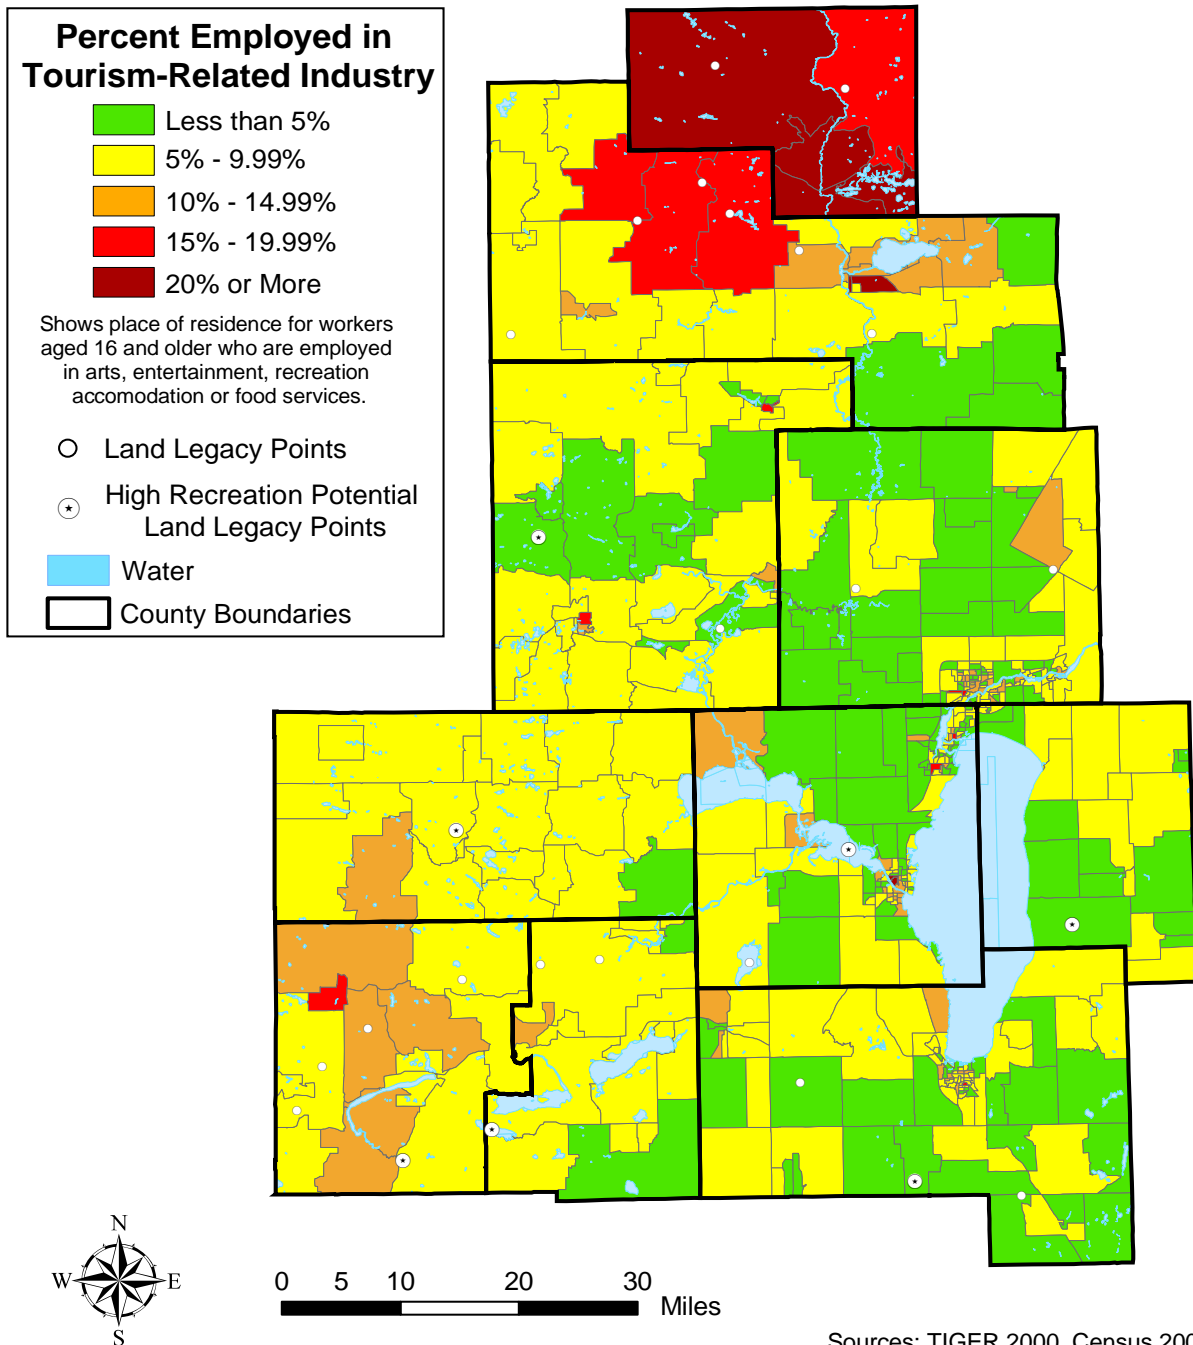 Percent Employed in
Tourism-Related Industry
Less than 5%
5% - 9.99%
10% - 14.99%
15% - 19.99%
20% or More
Shows place of residence for workers
aged 16 and older who are employed
in arts, entertainment, recreation
accomodation or food services.
Land Legacy Points
High Recreation Potential
Land Legacy Points
Water
County Boundaries
N
W E
S
0 5 10 20 30
Miles
Sources: TIGER 2000, Census 200